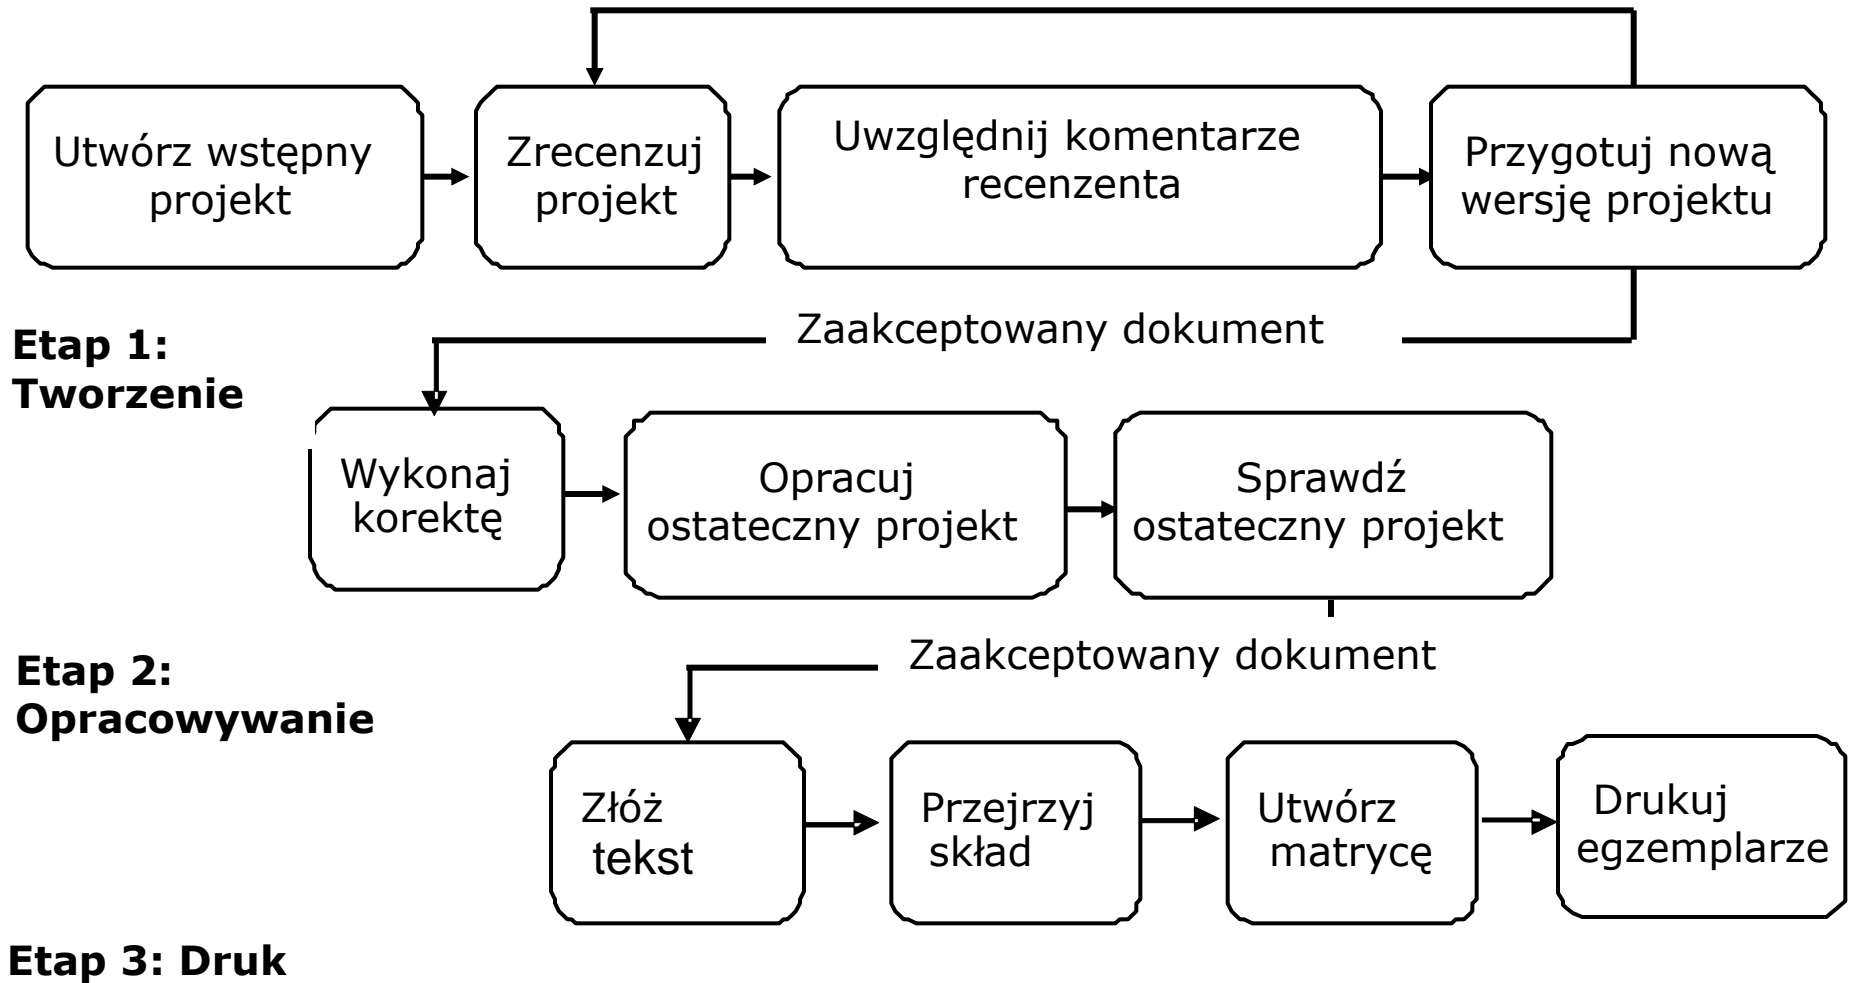 Utwórz wstępny
projekt
Zrecenzuj
projekt
Uwzględnij komentarze
recenzenta
Przygotuj nową
wersję projektu
Zaakceptowany dokument
Etap 1:
Tworzenie
Wykonaj
korektę
Opracuj
ostateczny projekt
Sprawdź
ostateczny projekt
Zaakceptowany dokument
Etap 2:
Opracowywanie
Złóż
tekst
Przejrzyj
skład
Utwórz
matrycę
Drukuj
egzemplarze
Etap 3: Druk